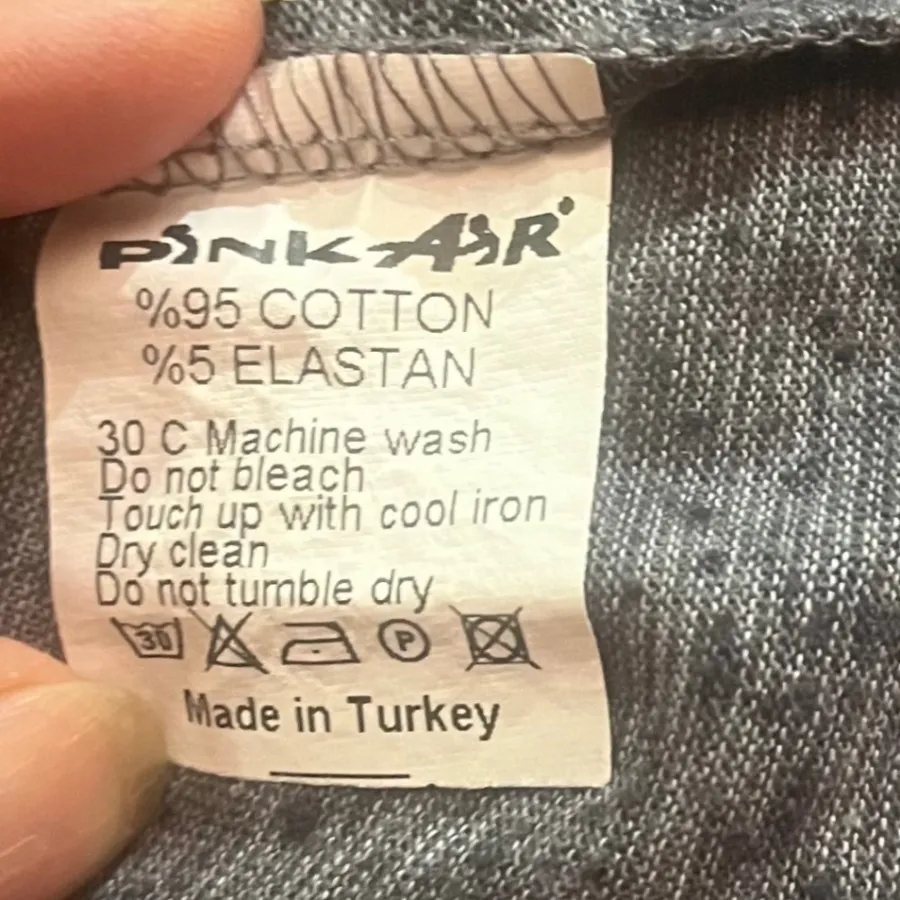 PINK AIR
%95 COTTON
%5 ELASTAN
30 C Machine wash
Do not bleach
Touch up with cool iron
Dry clean
Do not tumble dry
30 P
Made in Turkey